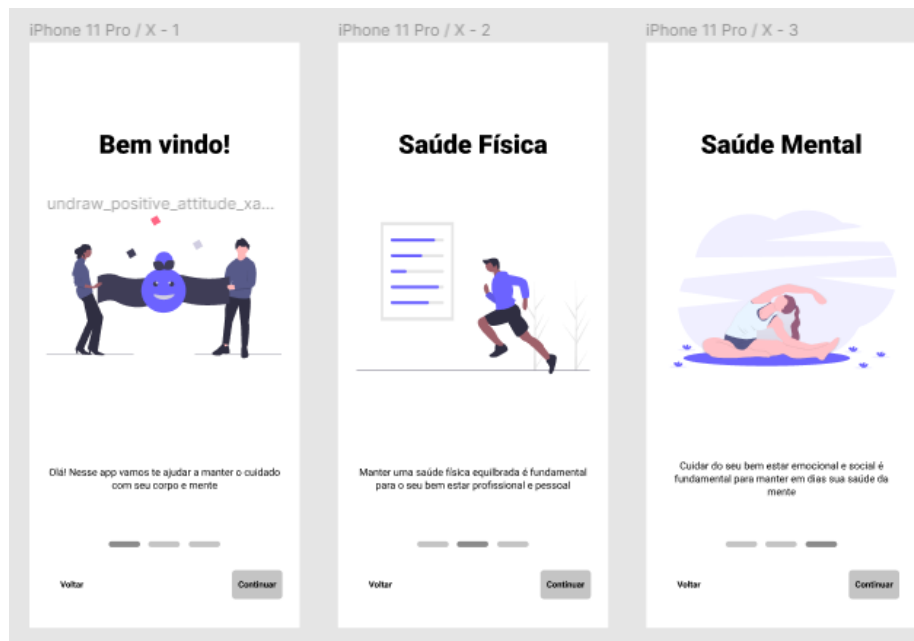 iPhone 11 Pro / X - 1
Bem vindo!
undraw_positive_attitude_xa...
Olá! Nesse app vamos te ajudar a manter o cuidado
com seu corpo e mente
Voltar
Continuar
iPhone 11 Pro / X - 2
Saúde Física
Manter uma saúde física equilbrada é fundamental
para o seu bem estar profissional e pessoal
Voltar
Continuar
iPhone 11 Pro / X - 3
Saúde Mental
Cuidar do seu bem estar emocional e social é
fundamental para manter em dias sua saúde da
mente
Voltar
Continuar